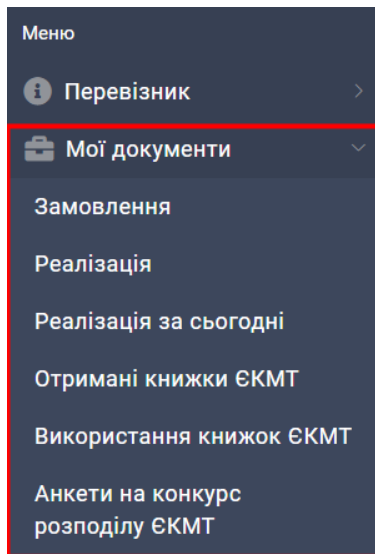 Меню
Перевізник
Мої документи
Замовлення
Реалізація
Реалізація за сьогодні
Отримані книжки ЄКМТ
Використання книжок ЄКМТ
Анкети на конкурс
розподілу ЄКМТ